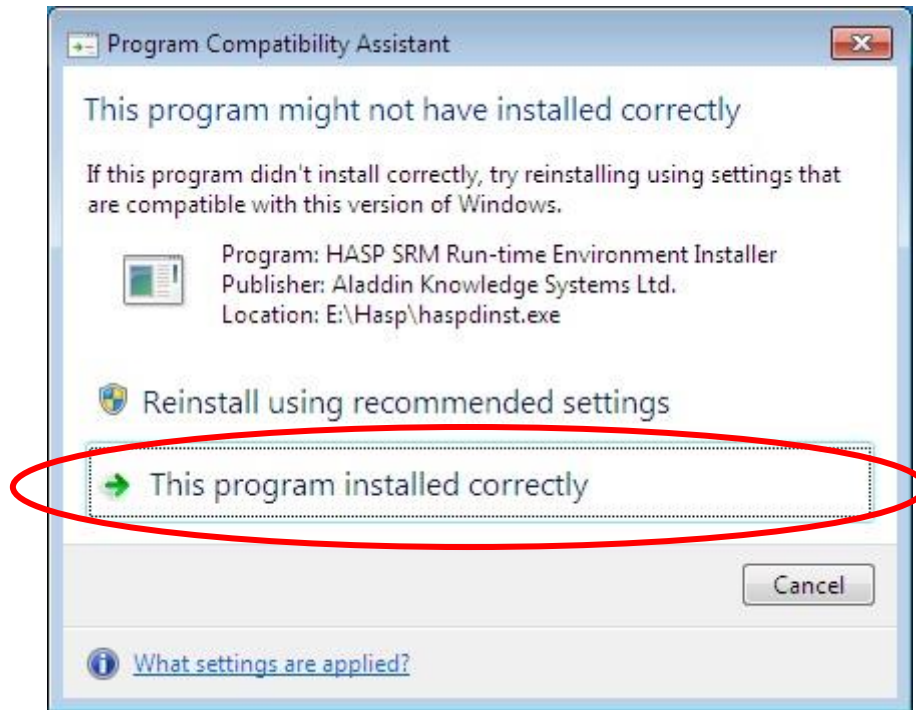 Program Compatibility Assistant
This program might not have installed correctly
If this program didn't install correctly, try reinstalling using settings that
are compatible with this version of Windows.
Program: HASP SRM Run-time Environment Installer
Publisher: Aladdin Knowledge Systems Ltd.
Location: E:\Hasp\haspdinst.exe
Reinstall using recommended settings
This program installed correctly
Cancel
What settings are applied?